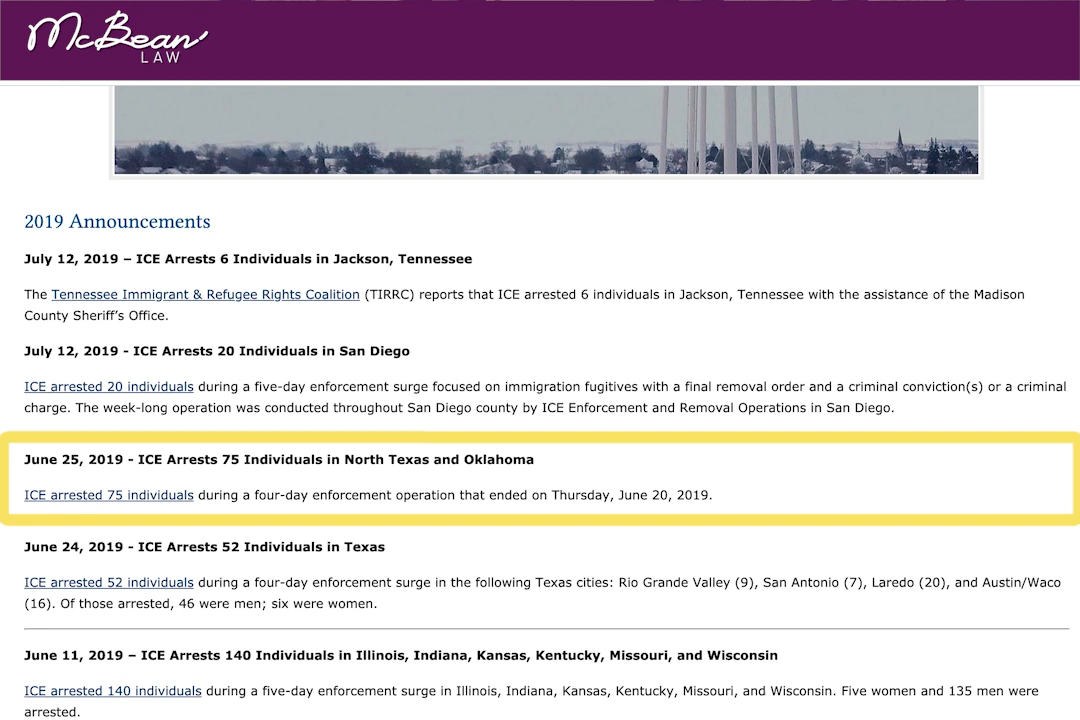 McBean
LAW
2019 Announcements
July 12, 2019 – ICE Arrests 6 Individuals in Jackson, Tennessee
The Tennessee Immigrant & Refugee Rights Coalition (TIRRC) reports that ICE arrested 6 individuals in Jackson, Tennessee with the assistance of the Madison
County Sheriff’s Office.
July 12, 2019 - ICE Arrests 20 Individuals in San Diego
ICE arrested 20 individuals during a five-day enforcement surge focused on immigration fugitives with a final removal order and a criminal conviction(s) or a criminal
charge. The week-long operation was conducted throughout San Diego county by ICE Enforcement and Removal Operations in San Diego.
June 25, 2019 - ICE Arrests 75 Individuals in North Texas and Oklahoma
ICE arrested 75 individuals during a four-day enforcement operation that ended on Thursday, June 20, 2019.
June 24, 2019 - ICE Arrests 52 Individuals in Texas
ICE arrested 52 individuals during a four-day enforcement surge in the following Texas cities: Rio Grande Valley (9), San Antonio (7), Laredo (20), and Austin/Waco
(16). Of those arrested, 46 were men; six were women.
June 11, 2019 – ICE Arrests 140 Individuals in Illinois, Indiana, Kansas, Kentucky, Missouri, and Wisconsin
ICE arrested 140 individuals during a five-day enforcement surge in Illinois, Indiana, Kansas, Kentucky, Missouri, and Wisconsin. Five women and 135 men were
arrested.